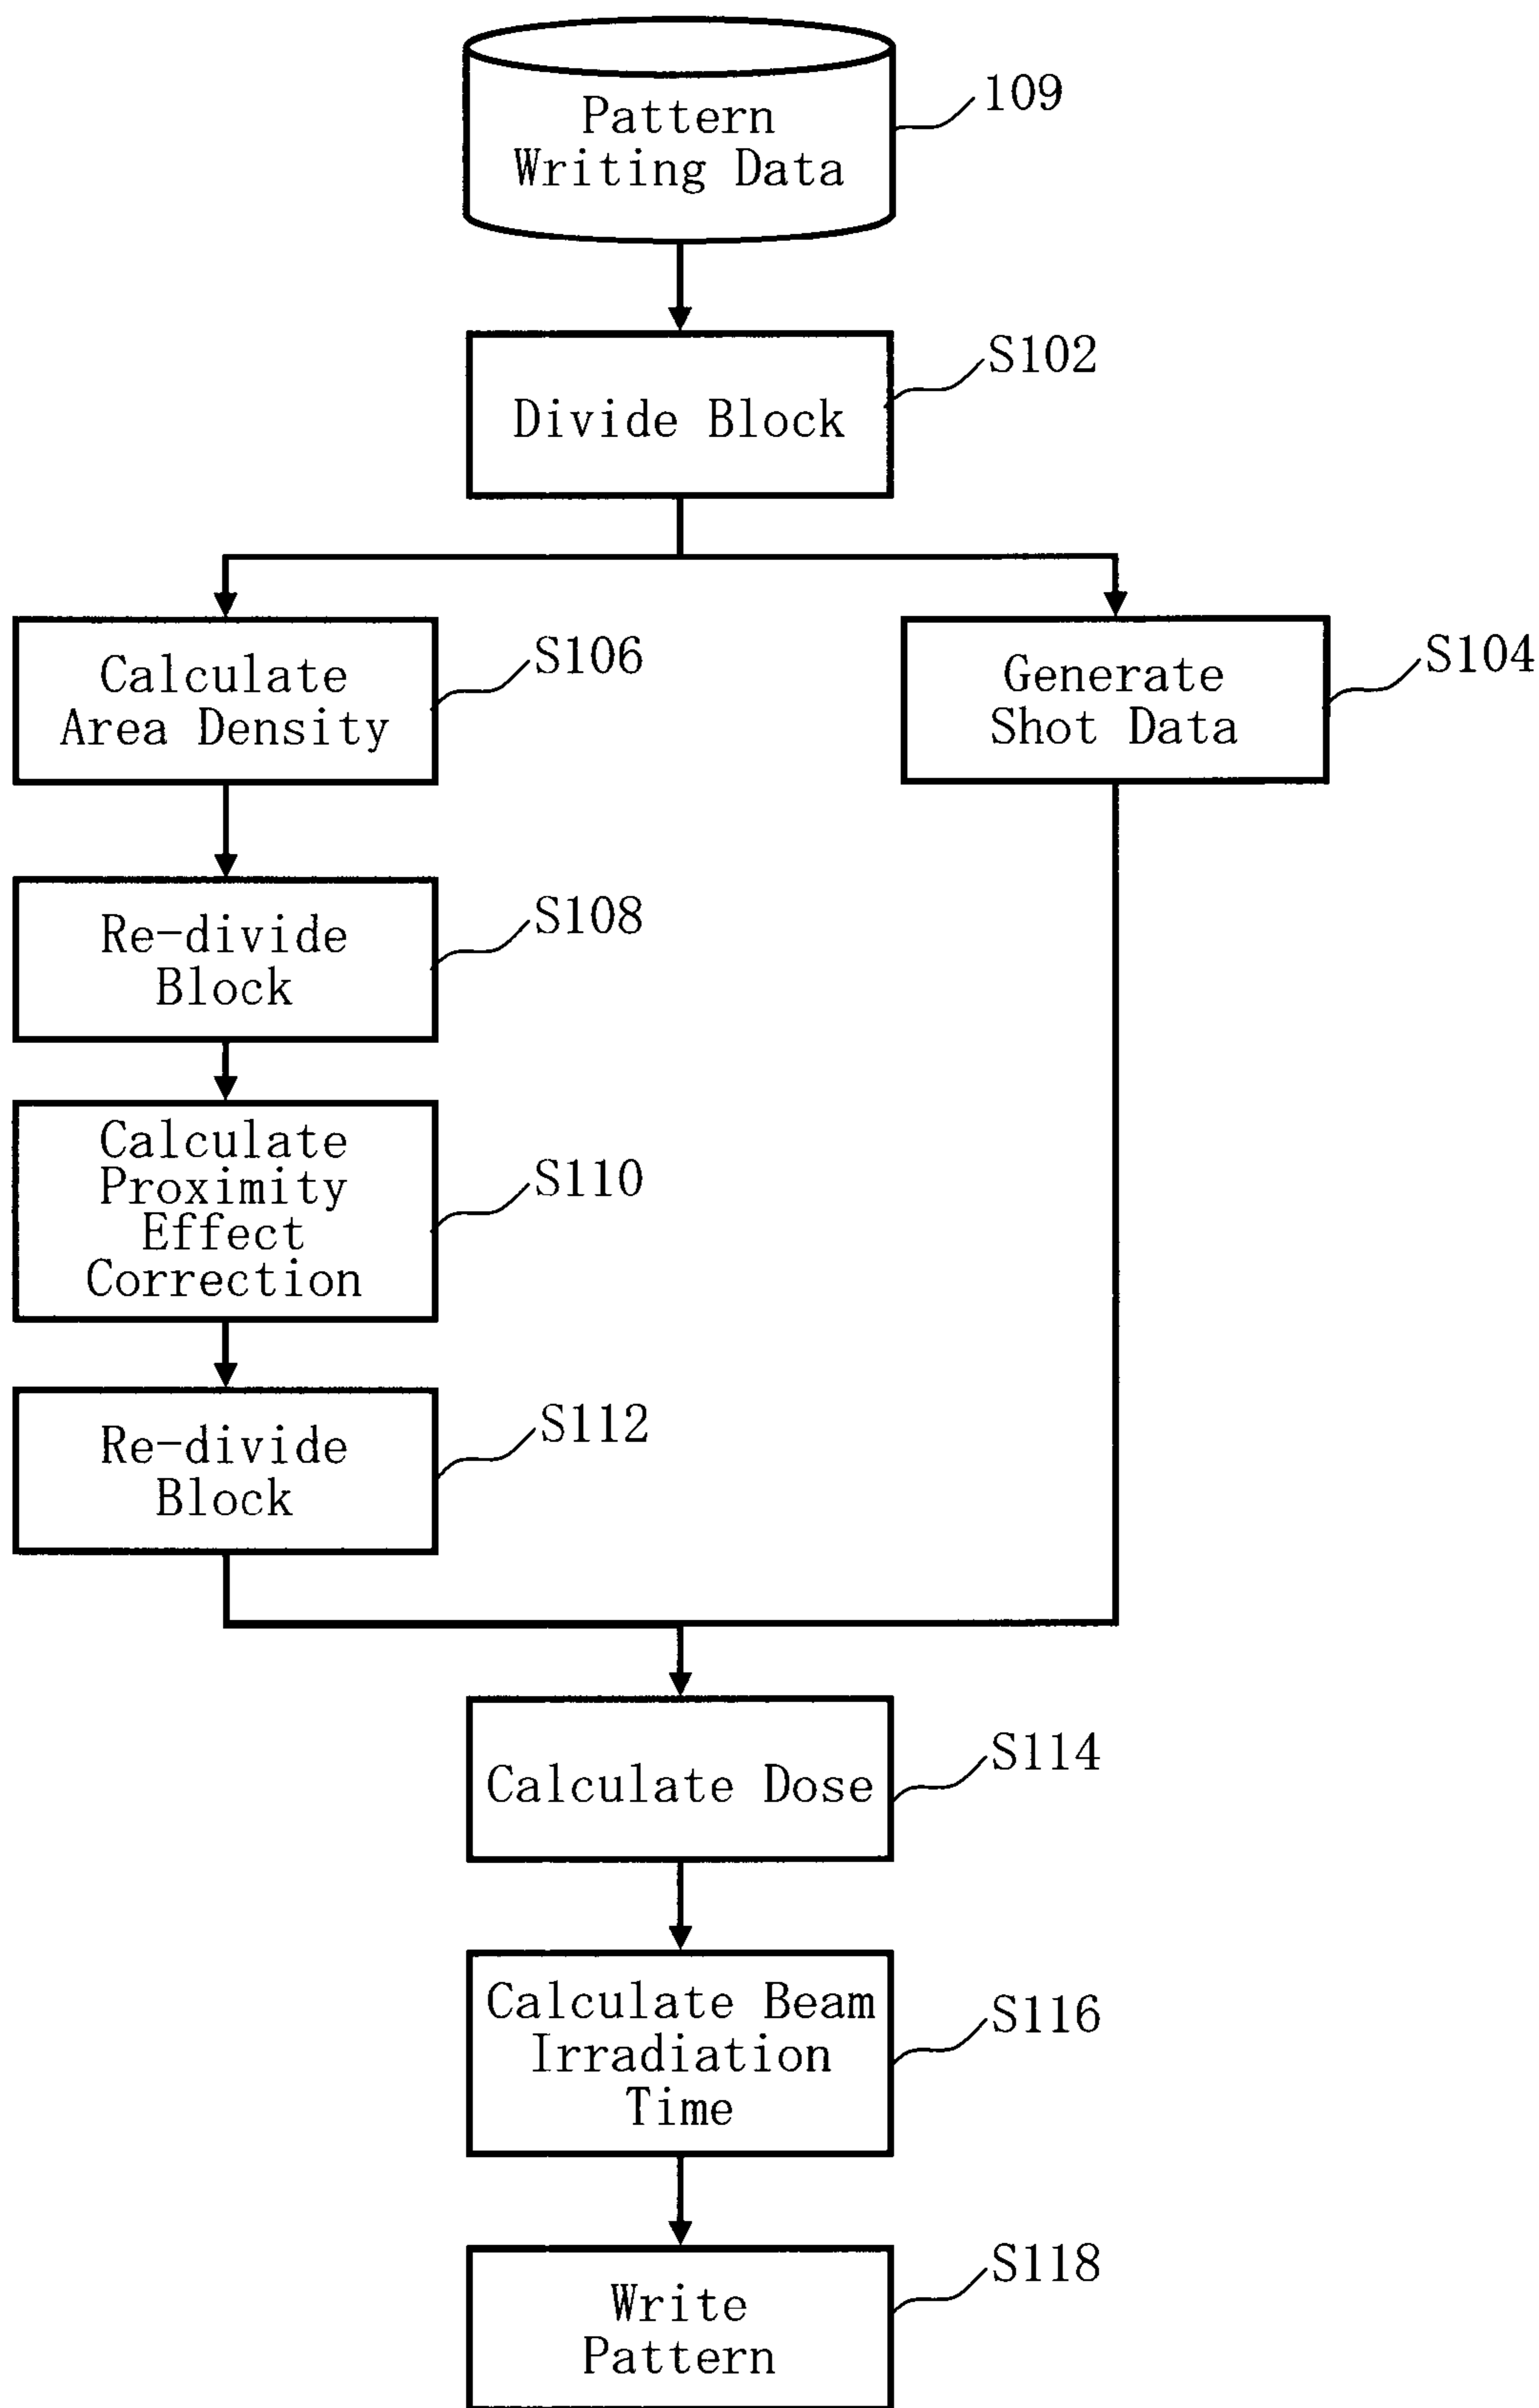 Pattern
Writing Data
109
Divide Block
S102
Calculate
Area Density
S106
Generate
Shot Data
S104
Re-divide
Block
S108
Calculate
Proximity
Effect
Correction
S110
Re-divide
Block
S112
Calculate Dose
S114
Calculate Beam
Irradiation
Time
S116
Write
Pattern
S118